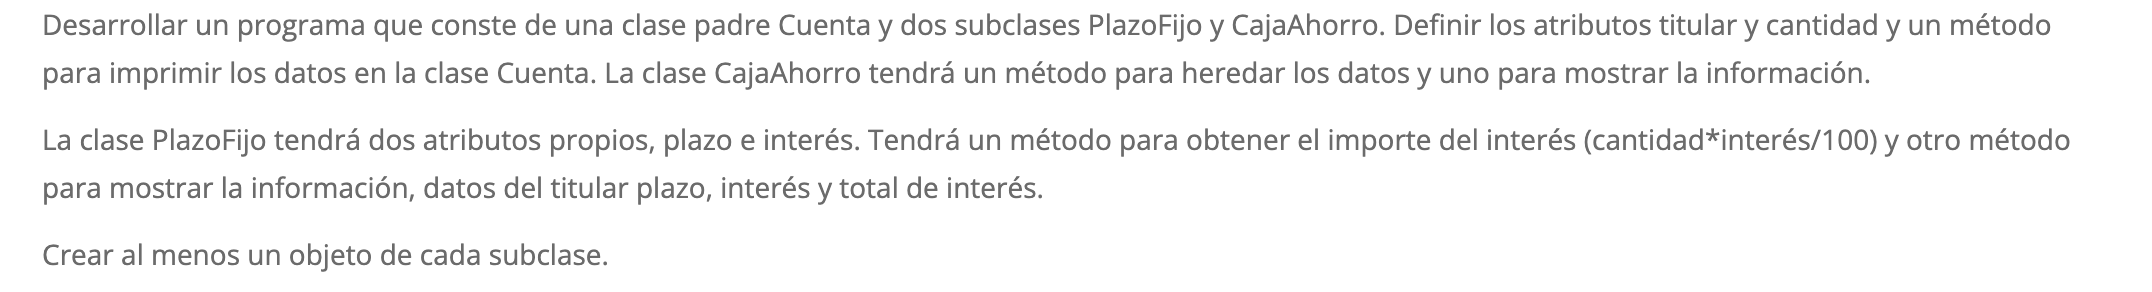 Desarrollar un programa que conste de una clase padre Cuenta y dos subclases PlazoFijo y CajaAhorro. Definir los atributos titular y cantidad y un método
para imprimir los datos en la clase Cuenta. La clase CajaAhorro tendrá un método para heredar los datos y uno para mostrar la información.
La clase PlazoFijo tendrá dos atributos propios, plazo e interés. Tendrá un método para obtener el importe del interés (cantidad*interés/100) y otro método
para mostrar la información, datos del titular plazo, interés y total de interés.
Crear al menos un objeto de cada subclase.